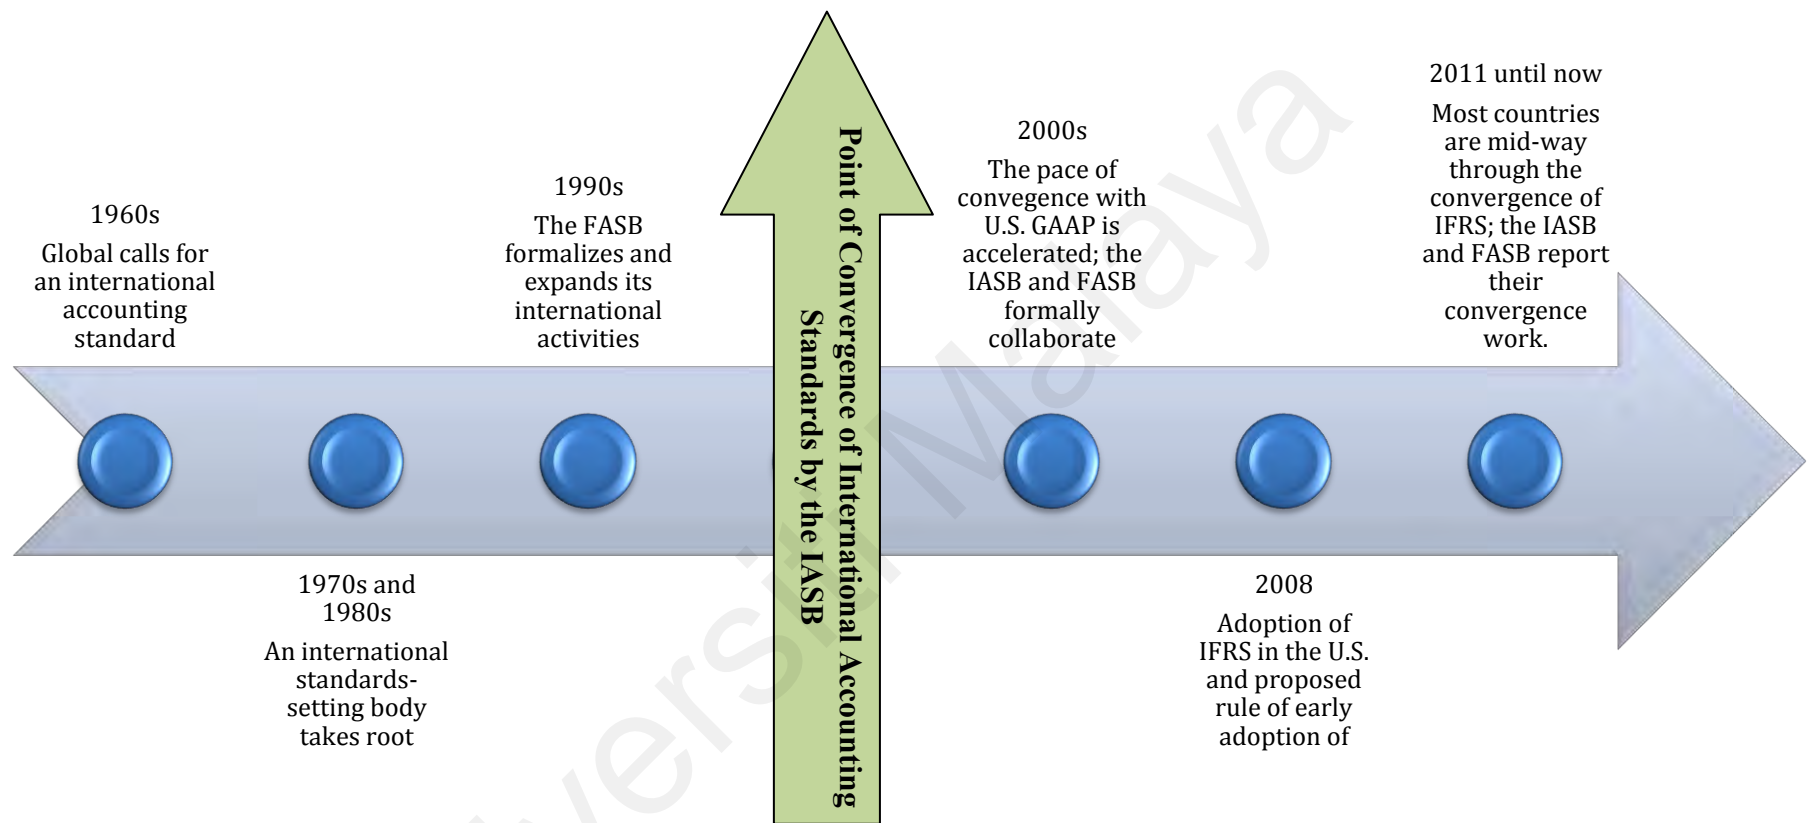 1960s
Global calls for
an international
accounting
standard
1970s and
1980s
An international
standards-
setting body
takes root
1990s
The FASB
formalizes and
expands its
international
activities
Point of Convergence of International Accounting
Standards by the IASB
2000s
The pace of
convegence with
U.S. GAAP is
accelerated; the
IASB and FASB
formally
collaborate
2008
Adoption of
IFRS in the U.S.
and proposed
rule of early
adoption of
2011 until now
Most countries
are mid-way
through the
convergence of
IFRS; the IASB
and FASB report
their
convergence
work.
versiti Malaya